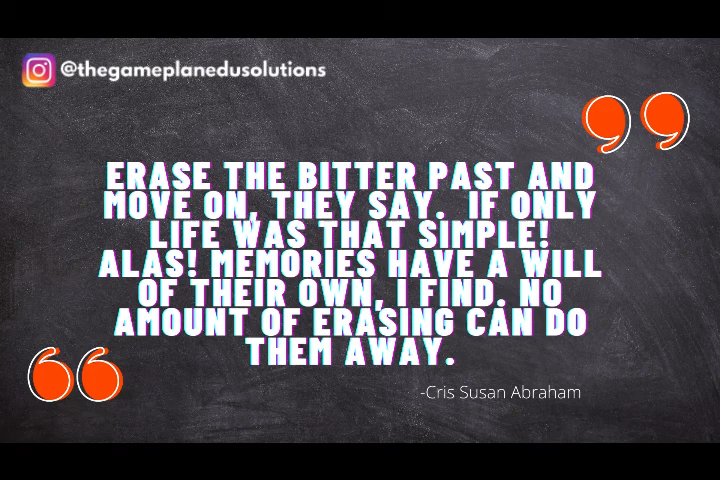 @thegameplanedusolutions
ERASE THE BITTER PAST AND
MOVE ON, THEY SAY. IF ONLY
LIFE WAS THAT SIMPLE!
ALAS! MEMORIES HAVE A WILL
OF THEIR OWN, I FIND. NO
AMOUNT OF ERASING CAN DO
THEM AWAY.
-Cris Susan Abraham